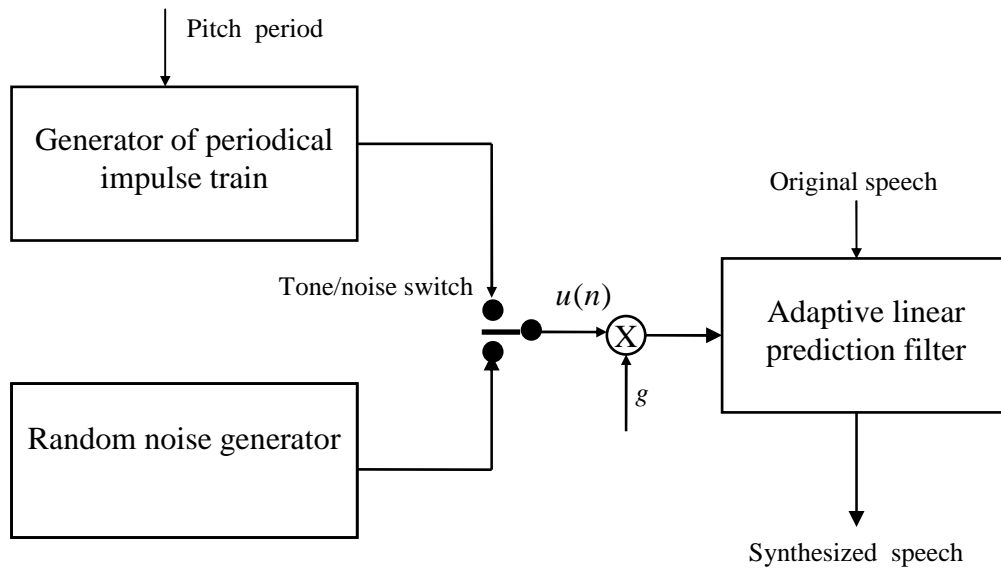 Pitch period
Generator of periodical
impulse train
Original speech
Tone/noise switch
u(n)
X
Adaptive linear
prediction filter
g
Random noise generator
Synthesized speech